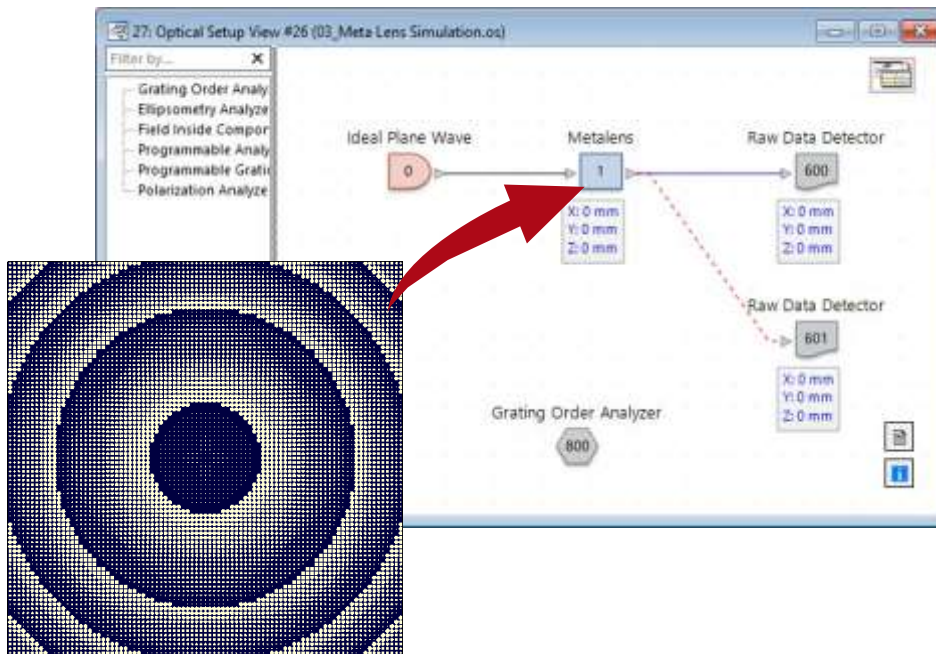 27: Optical Setup View #26 (03_Meta Lens Simulation.os)
Filter by... X
Grating Order Analy
Ellipsometry Analyze
Field Inside Compor
Programmable Analy
Programmable Grati
Polarization Analyze
Ideal Plane Wave
0
Metalens
1
X: 0 mm
Y: 0 mm
Z: 0 mm
Raw Data Detector
600
X: 0 mm
Y: 0 mm
Z: 0 mm
Raw Data Detector
601
X: 0 mm
Y: 0 mm
Z: 0 mm
Grating Order Analyzer
800